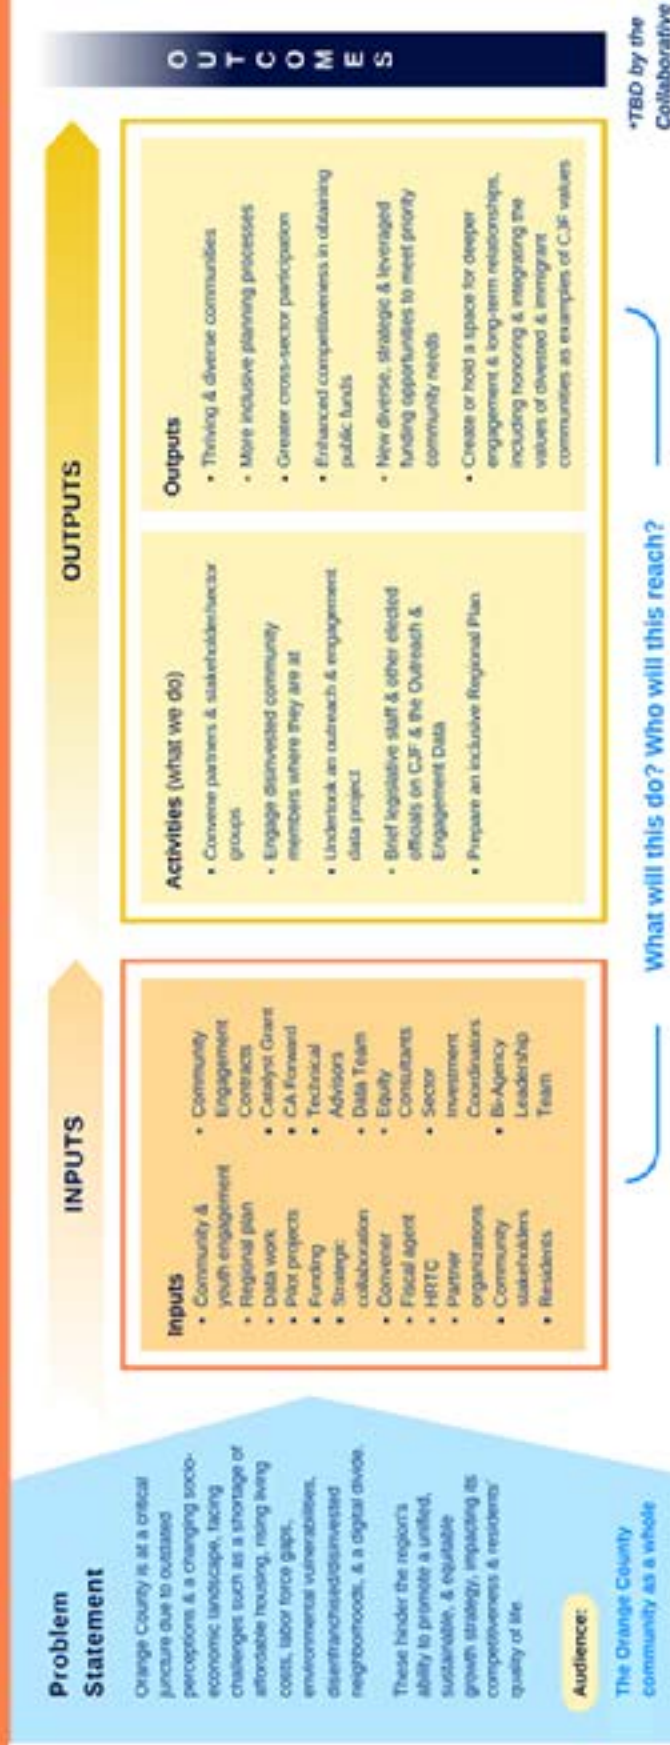 Problem
Statement
Orange County is at a critical
juncture due to outdated
perceptions & a changing socio-
economic landscape, facing
challenges such as a shortage of
affordable housing, rising living
costs, labor force gaps,
environmental vulnerabilities,
disenfranchised/disinvested
neighborhoods, & a digital divide.
These hinder the region's
ability to promote a unified,
sustainable, & equitable
growth strategy, impacting its
competitiveness & residents'
quality of life.
Audience:
The Orange County
community as a whole
INPUTS
Inputs
• Community &
youth engagement
• Regional plan
• Data work
• Pilot projects
• Funding
• Strategic
collaboration
• Convener
• Fiscal agent
• HRTC
• Partner
organizations
• Community
stakeholders
• Residents
• Community
Engagement
Contracts
• Catalyst Grant
• CA Forward
• Technical
Advisors
• Data Team
• Equity
Consultants
• Sector
Investment
Coordinators
• Bi-Agency
Leadership
Team
OUTPUTS
Activities (what we do)
• Convene partners & stakeholder/sector
groups
• Engage disinvested community
members where they are at
• Undertook an outreach & engagement
data project
• Brief legislative staff & other elected
officials on CJF & the Outreach &
Engagement Data
• Prepare an inclusive Regional Plan
Outputs
• Thriving & diverse communities
• More inclusive planning processes
• Greater cross-sector participation
• Enhanced competitiveness in obtaining
public funds
• New diverse, strategic & leveraged
funding opportunities to meet priority
community needs
• Create or hold a space for deeper
engagement & long-term relationships,
including honoring & integrating the
values of divested & immigrant
communities as examples of CJF values
OUTCOMES
What will this do? Who will this reach?
*TBD by the
Collaborative